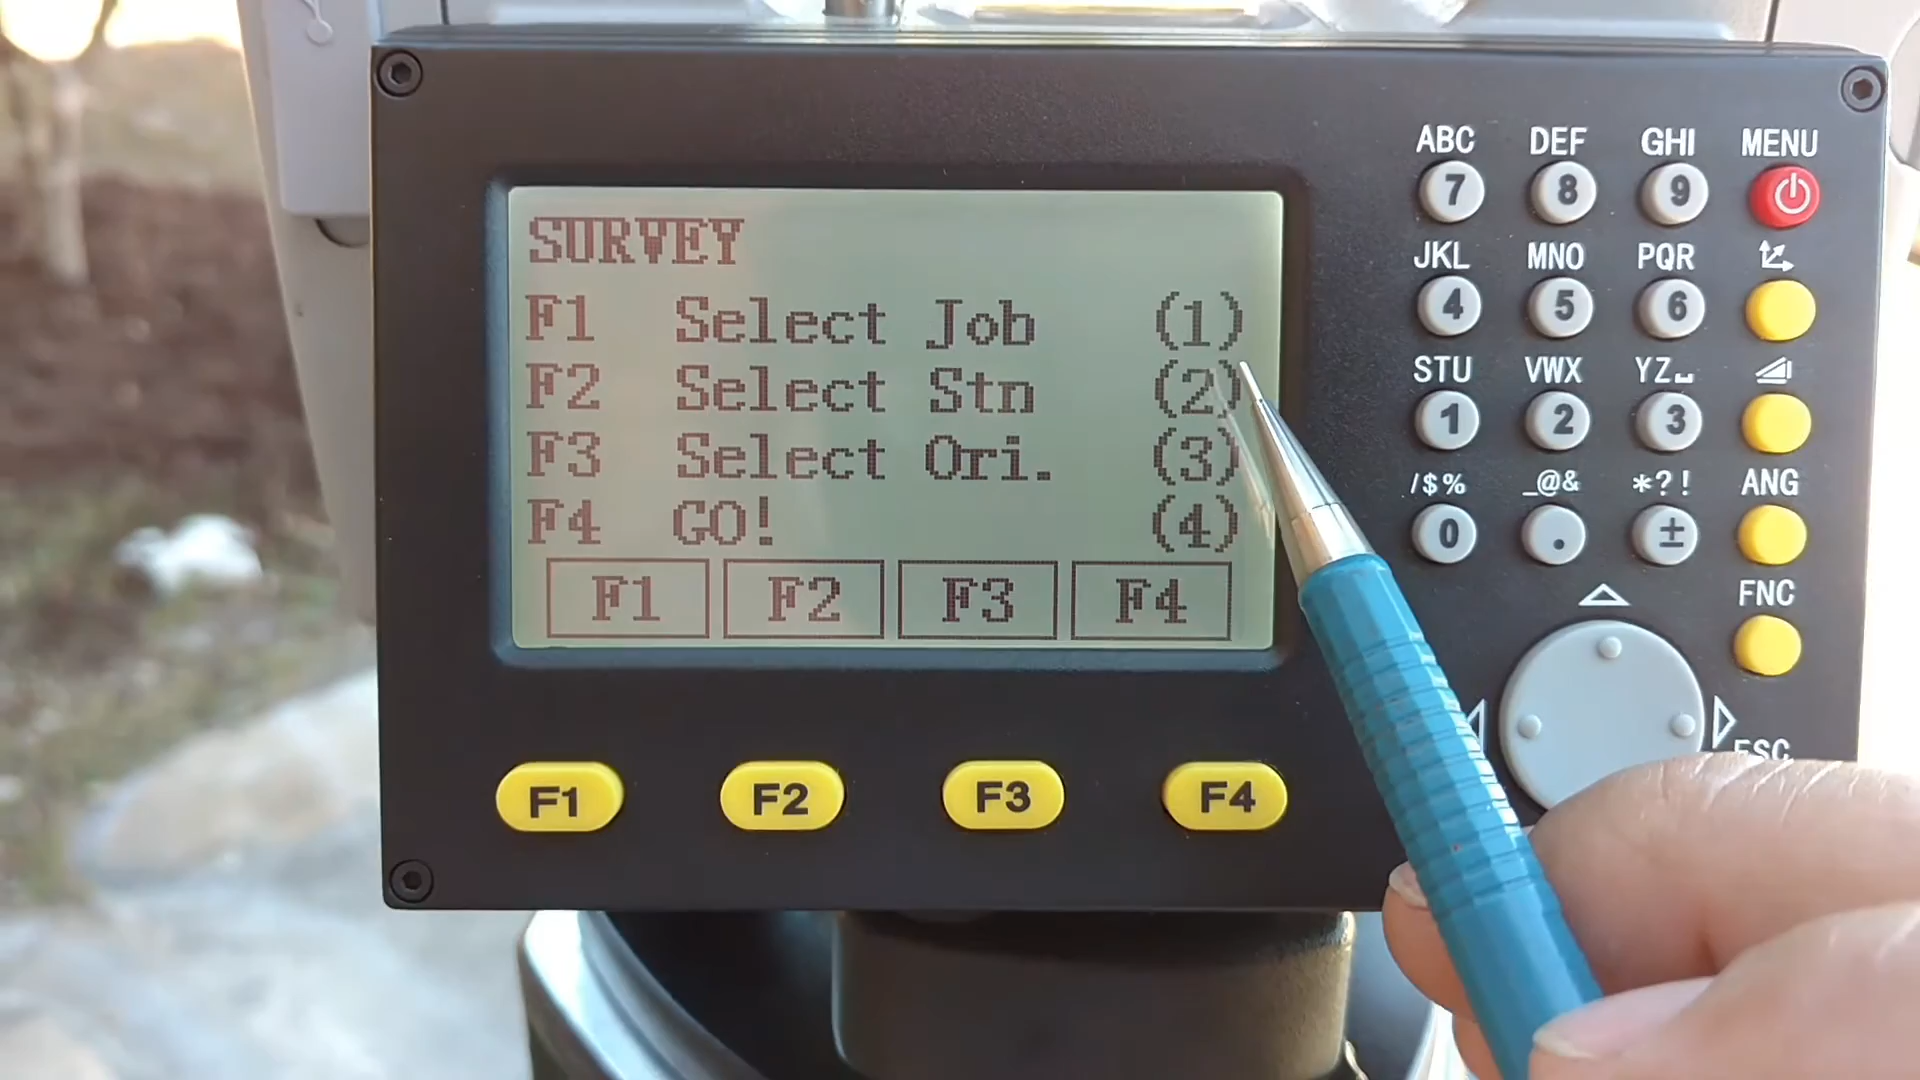 SURVEY
F1 Select Job (1)
F2 Select Stn (2)
F3 Select Ori. (3)
F4 GO! (4)
F1 F2 F3 F4
F1 F2 F3 F4
ABC DEF GHI MENU
7 8 9
JKL MNO PQR
4 5 6
STU VWX YZ␣
1 2 3
/$% _@& *?! ANG
0 . ±
FNC
ESC